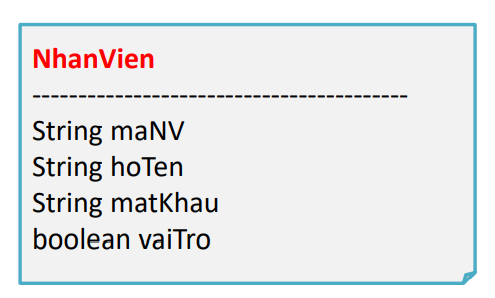 NhanVien
-----------------------------------------
String maNV
String hoTen
String matKhau
boolean vaiTro